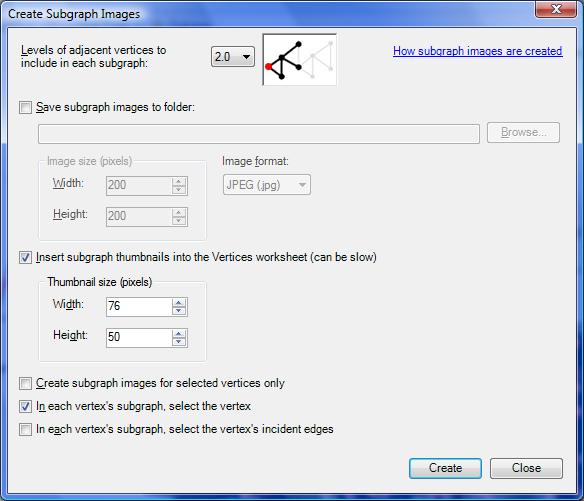 Create Subgraph Images
Levels of adjacent vertices to
include in each subgraph:
2.0
How subgraph images are created
Save subgraph images to folder:
Browse...
Image size (pixels)
Image format:
Width:
200
JPEG (.jpg)
Height:
200
Insert subgraph thumbnails into the Vertices worksheet (can be slow)
Thumbnail size (pixels)
Width:
76
Height:
50
Create subgraph images for selected vertices only
In each vertex's subgraph, select the vertex
In each vertex's subgraph, select the vertex's incident edges
Create
Close